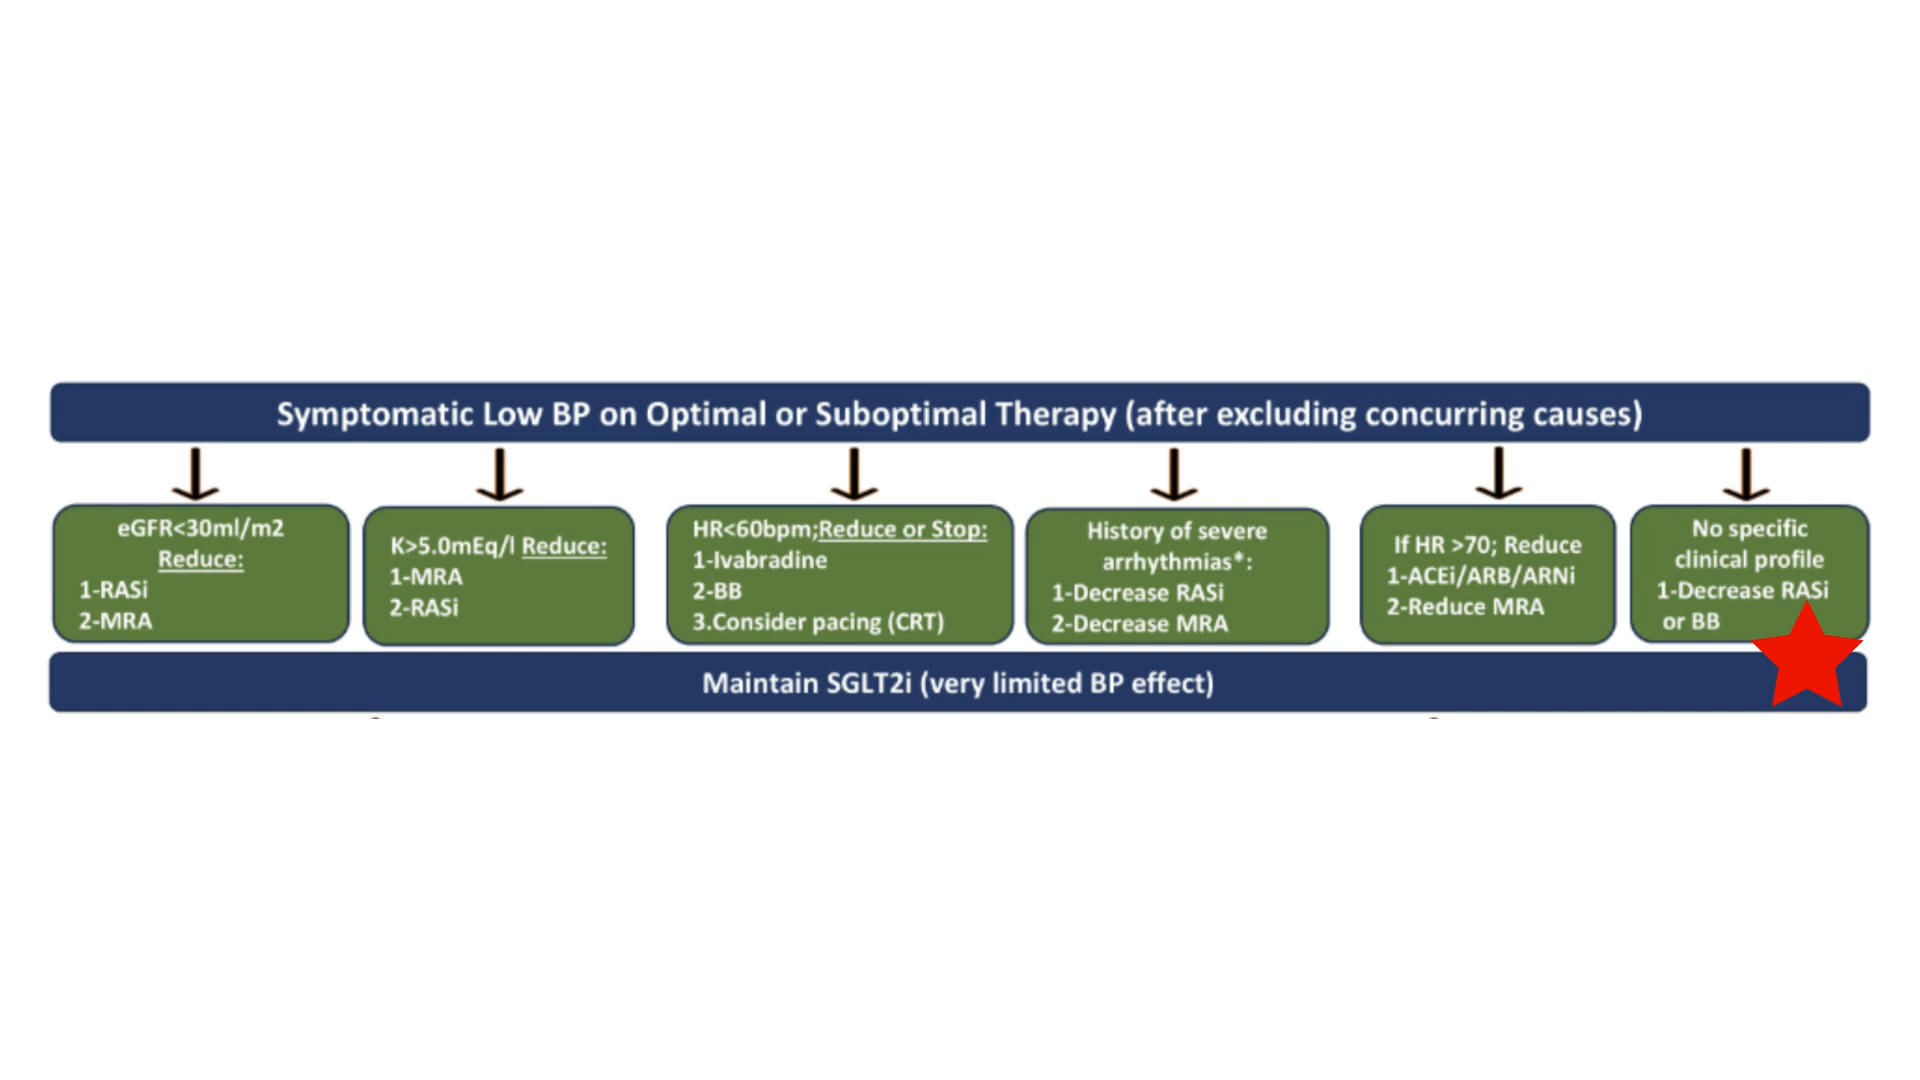 Symptomatic Low BP on Optimal or Suboptimal Therapy (after excluding concurring causes)
eGFR<30ml/m2
Reduce:
1-RASi
2-MRA
K>5.0mEq/l Reduce:
1-MRA
2-RASi
HR<60bpm;Reduce or Stop:
1-Ivabradine
2-BB
3.Consider pacing (CRT)
History of severe
arrhythmias*:
1-Decrease RASi
2-Decrease MRA
If HR >70; Reduce
1-ACEi/ARB/ARNi
2-Reduce MRA
No specific
clinical profile
1-Decrease RASi
or BB
Maintain SGLT2i (very limited BP effect)